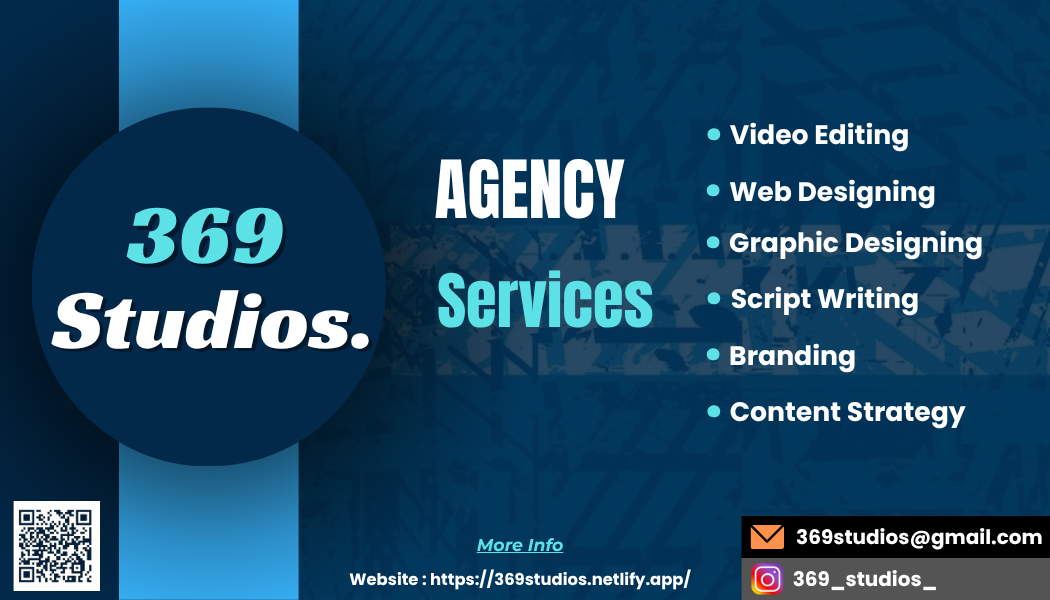 369
Studios.
AGENCY
Services
Video Editing
Web Designing
Graphic Designing
Script Writing
Branding
Content Strategy
More Info
Website : https://369studios.netlify.app/
369studios@gmail.com
369_studios_